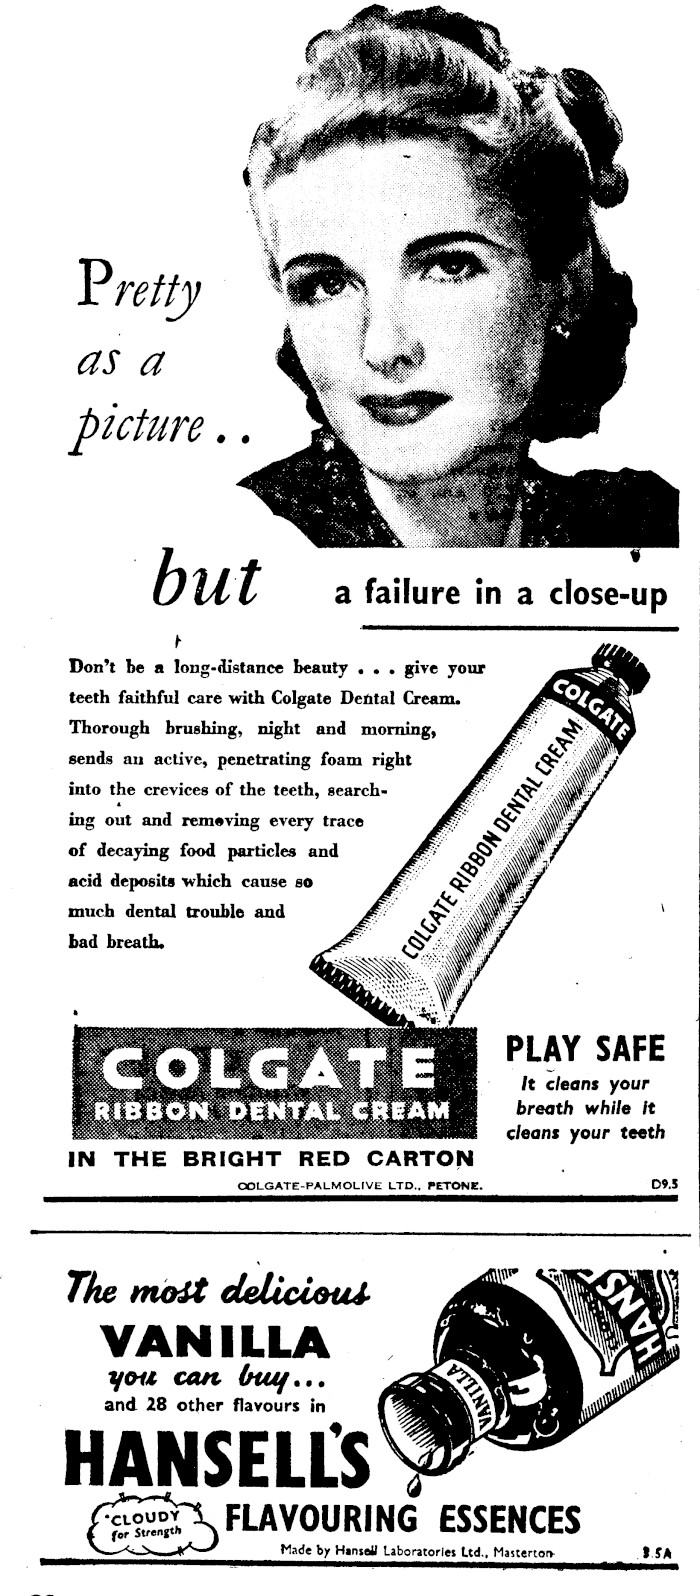 Pretty
as a
picture . .
but a failure in a close-up
Don't be a long-distance beauty . . . give your
teeth faithful care with Colgate Dental Cream.
Thorough brushing, night and morning,
sends an active, penetrating foam right
into the crevices of the teeth, search-
ing out and removing every trace
of decaying food particles and
acid deposits which cause so
much dental trouble and
bad breath.
COLGATE
COLGATE RIBBON DENTAL CREAM
COLGATE
RIBBON DENTAL CREAM
IN THE BRIGHT RED CARTON
PLAY SAFE
It cleans your
breath while it
cleans your teeth
COLGATE-PALMOLIVE LTD., PETONE. D9.5
The most delicious
VANILLA
you can buy...
and 28 other flavours in
HANSELL'S
"CLOUDY
for Strength
FLAVOURING ESSENCES
Made by Hansell Laboratories Ltd., Masterton
3.5A
VANILLA
HANS